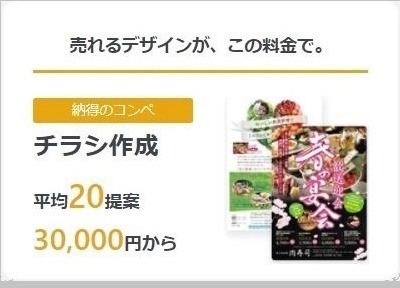 売れるデザインが、この料金で。
納得のコンペ
チラシ作成
平均20提案
30,000円から
春の宴会